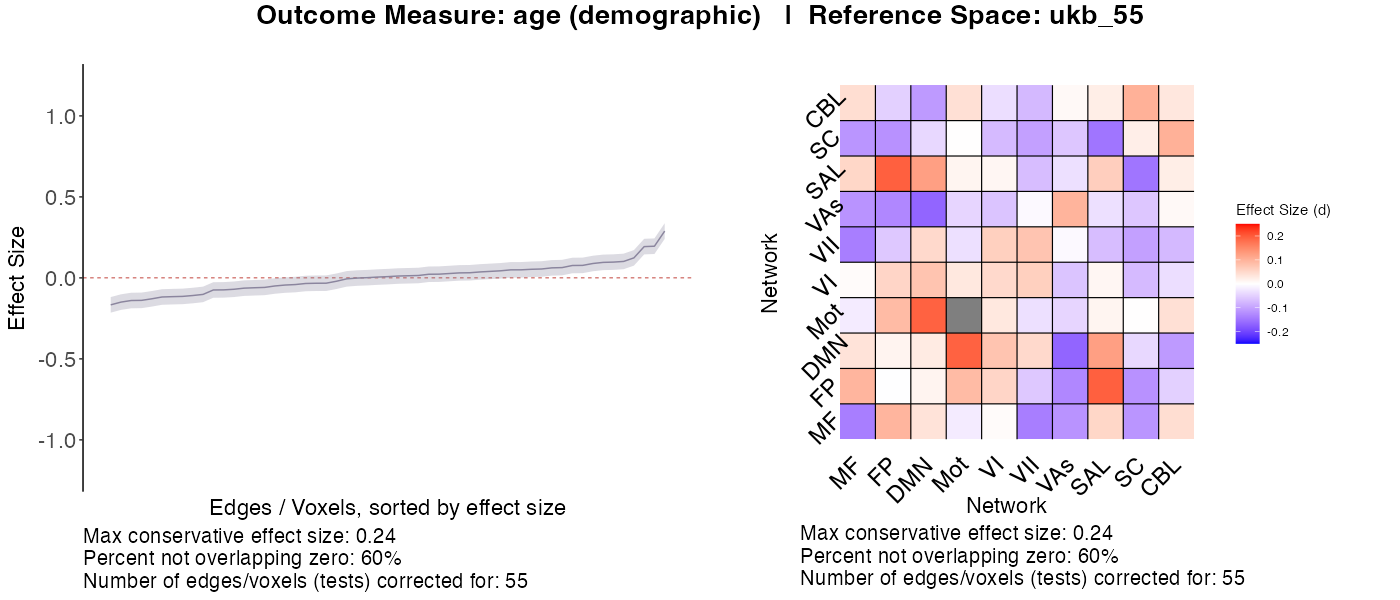 Outcome Measure: age (demographic) | Reference Space: ukb_55
Effect Size
1.0
0.5
0.0
-0.5
-1.0
Edges / Voxels, sorted by effect size
Max conservative effect size: 0.24
Percent not overlapping zero: 60%
Number of edges/voxels (tests) corrected for: 55
Network
CBL
SC
SAL
VAs
VII
VI
Mot
DMN
FP
MF
MF
FP
DMN
Mot
VI
VII
VAs
SAL
SC
CBL
Network
Effect Size (d)
0.2
0.1
0.0
-0.1
-0.2
Max conservative effect size: 0.24
Percent not overlapping zero: 60%
Number of edges/voxels (tests) corrected for: 55